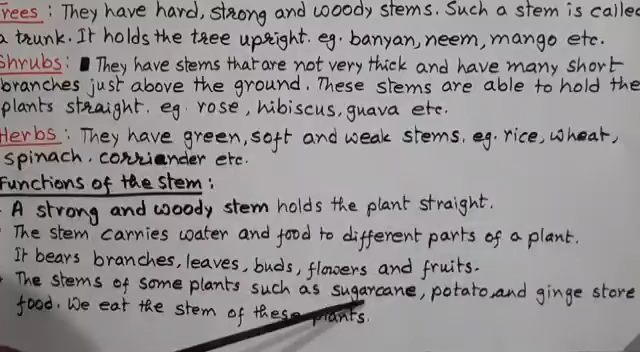 Trees : They have hard, strong and woody stems. Such a stem is called
a trunk. It holds the tree upright. eg. banyan, neem, mango etc.
Shrubs : They have stems that are not very thick and have many short
branches just above the ground. These stems are able to hold the
plants straight. eg. rose, hibiscus, guava etc.
Herbs : They have green, soft and weak stems. eg. rice, wheat,
spinach. corriander etc.
Functions of the stem :
A strong and woody stem holds the plant straight.
The stem carries water and food to different parts of a plant.
It bears branches, leaves, buds, flowers and fruits.
The stems of some plants such as sugarcane, potato, and ginge store
food. We eat the stem of these plants.